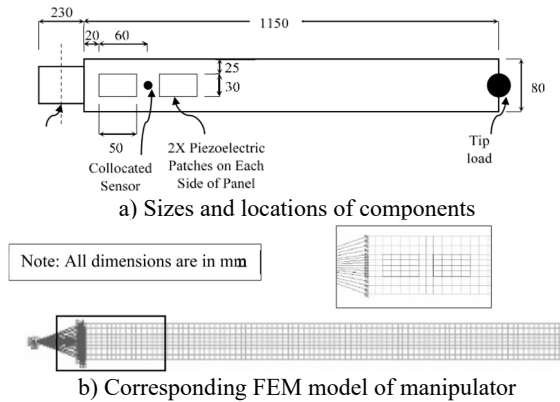 230
1150
20 60
25
30
80
50
Collocated
Sensor
2X Piezoelectric
Patches on Each
Side of Panel
Tip
load
a) Sizes and locations of components
Note: All dimensions are in mm
b) Corresponding FEM model of manipulator